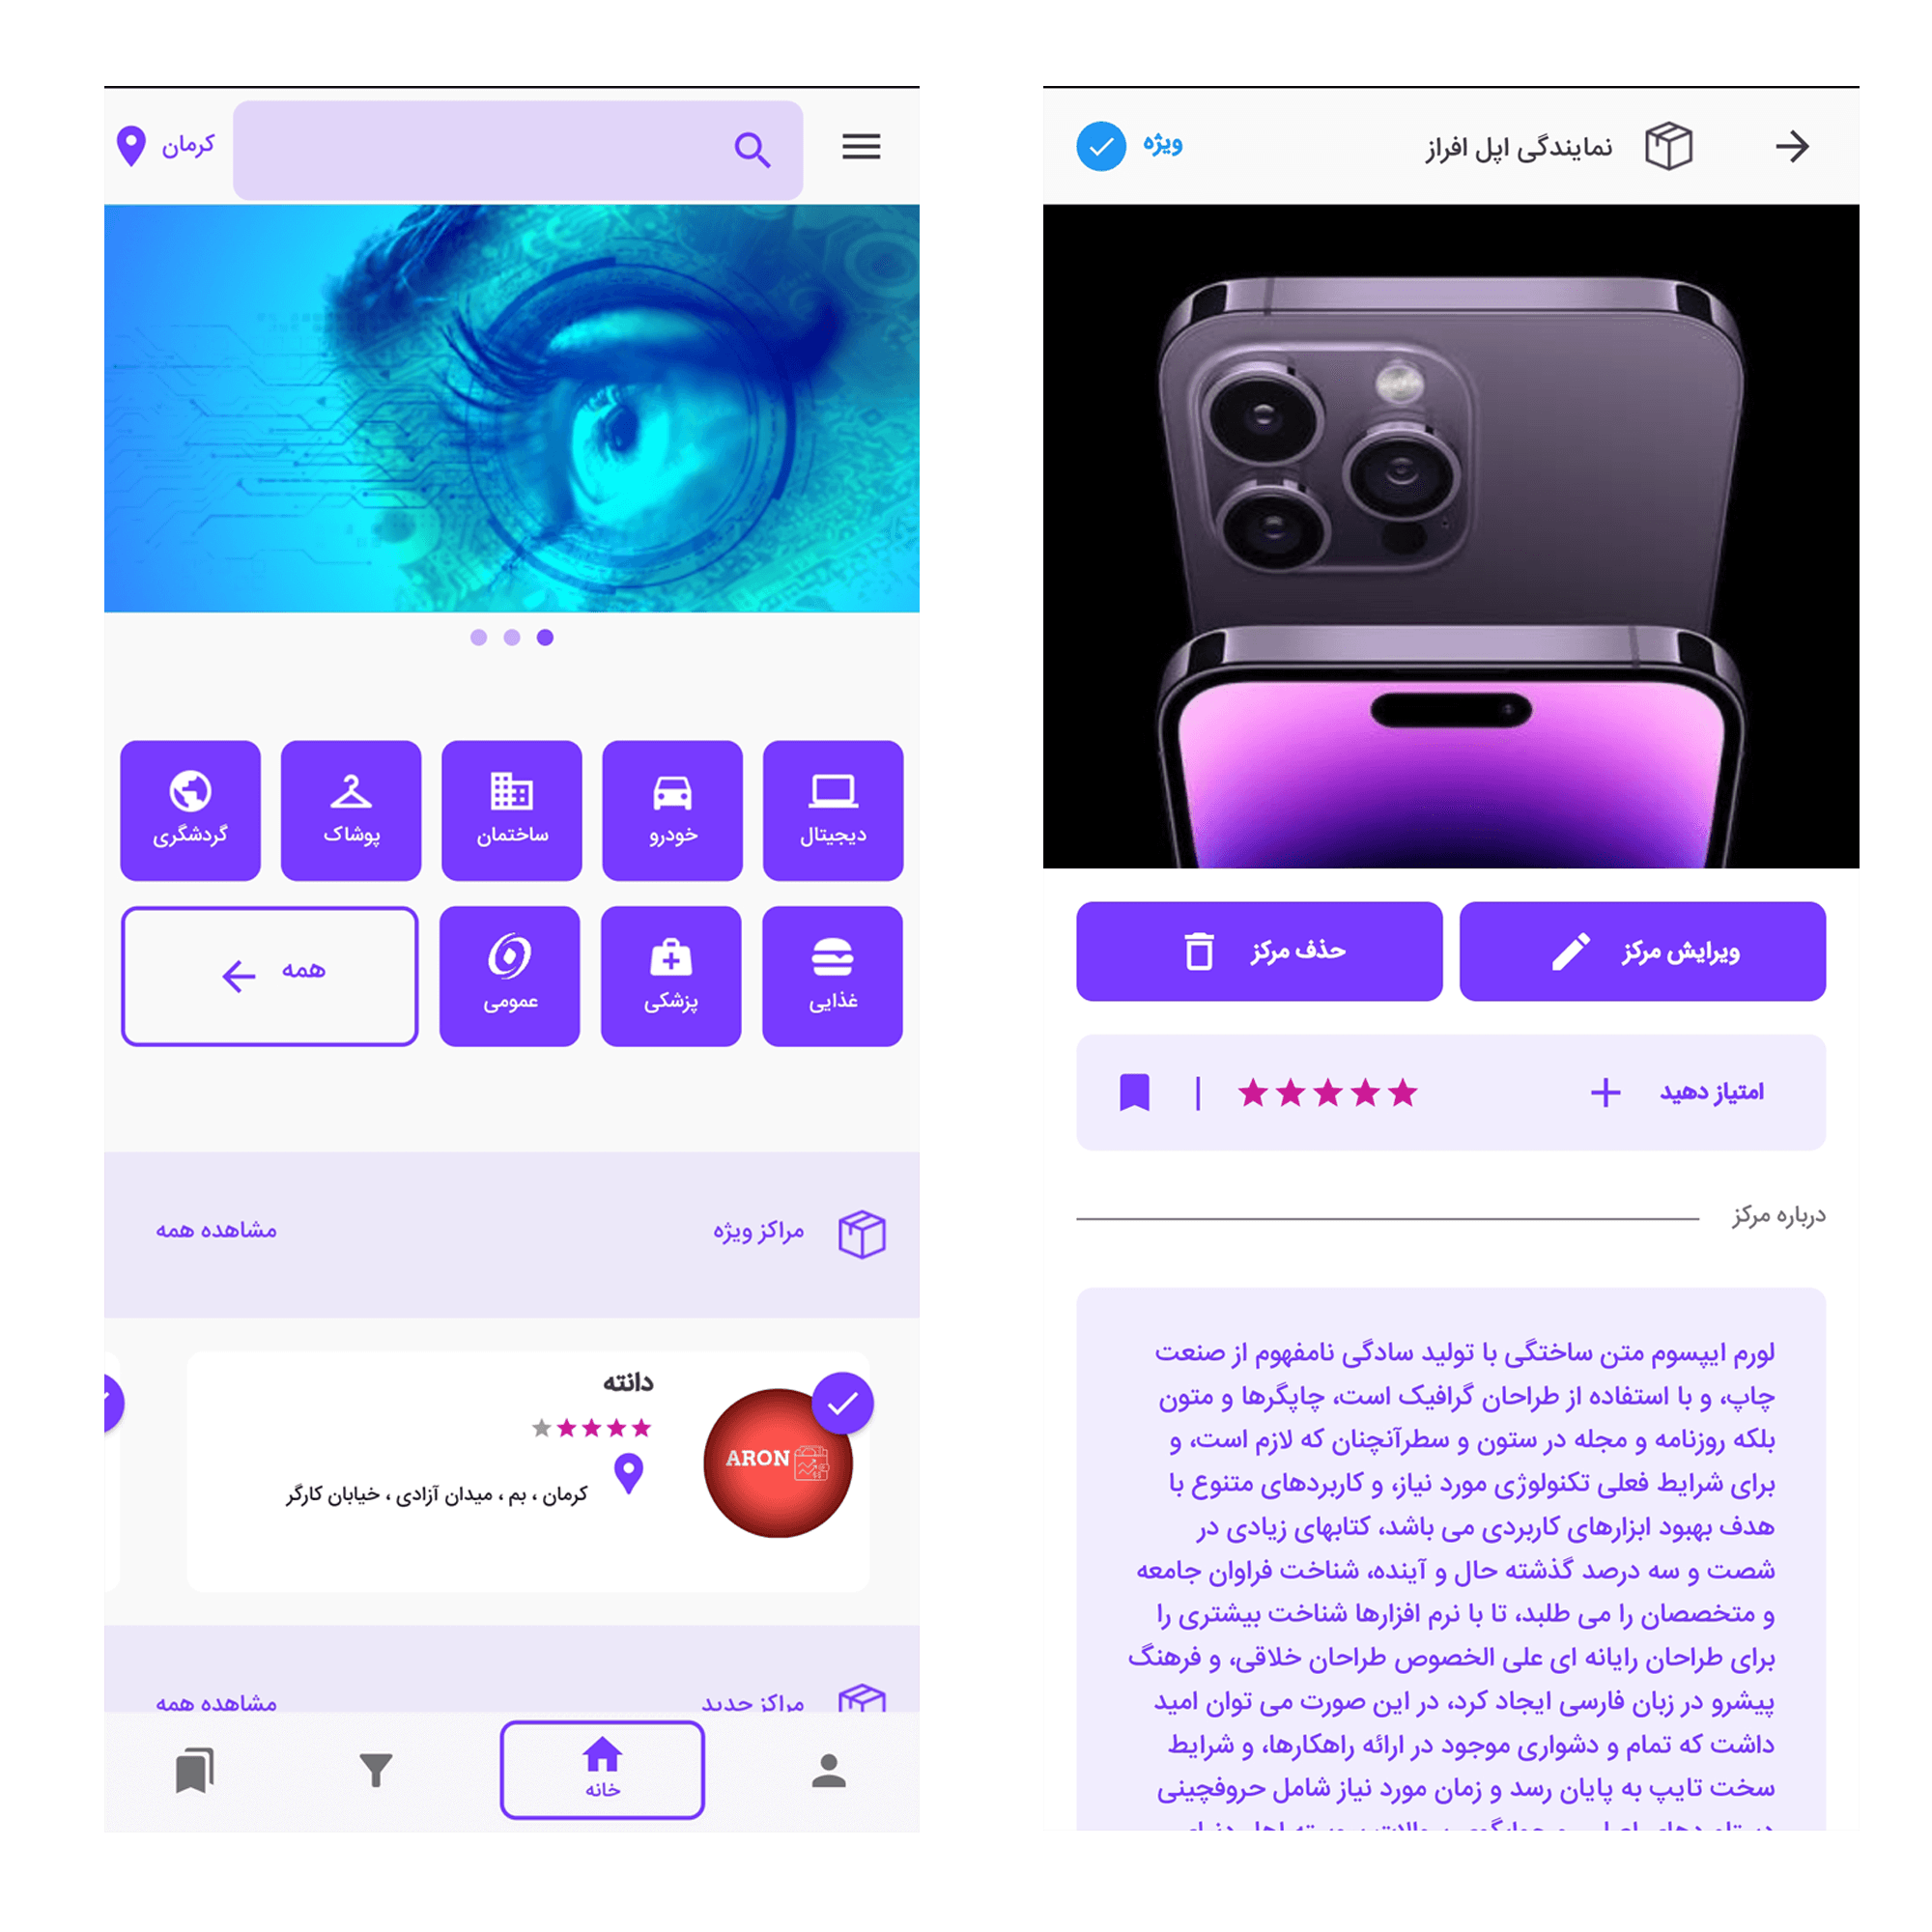 کرمان
دیجیتال
خودرو
ساختمان
پوشاک
گردشگری
غذایی
پزشکی
عمومی
همه
مراکز ویژه
مشاهده همه
دانته
ARON
کرمان ، بم ، میدان آزادی ، خیابان کارگر
مراکز جدید
مشاهده همه
خانه
نمایندگی اپل افراز
ویژه
ویرایش مرکز
حذف مرکز
امتیاز دهید
درباره مرکز
لورم ایپسوم متن ساختگی با تولید سادگی نامفهوم از صنعت
چاپ، و با استفاده از طراحان گرافیک است، چاپگرها و متون
بلکه روزنامه و مجله در ستون و سطرآنچنان که لازم است، و
برای شرایط فعلی تکنولوژی مورد نیاز، و کاربردهای متنوع با
هدف بهبود ابزارهای کاربردی می باشد، کتابهای زیادی در
شصت و سه درصد گذشته حال و آینده، شناخت فراوان جامعه
و متخصصان را می طلبد، تا با نرم افزارها شناخت بیشتری را
برای طراحان رایانه ای علی الخصوص طراحان خلاقی، و فرهنگ
پیشرو در زبان فارسی ایجاد کرد، در این صورت می توان امید
داشت که تمام و دشواری موجود در ارائه راهکارها، و شرایط
سخت تایپ به پایان رسد و زمان مورد نیاز شامل حروفچینی